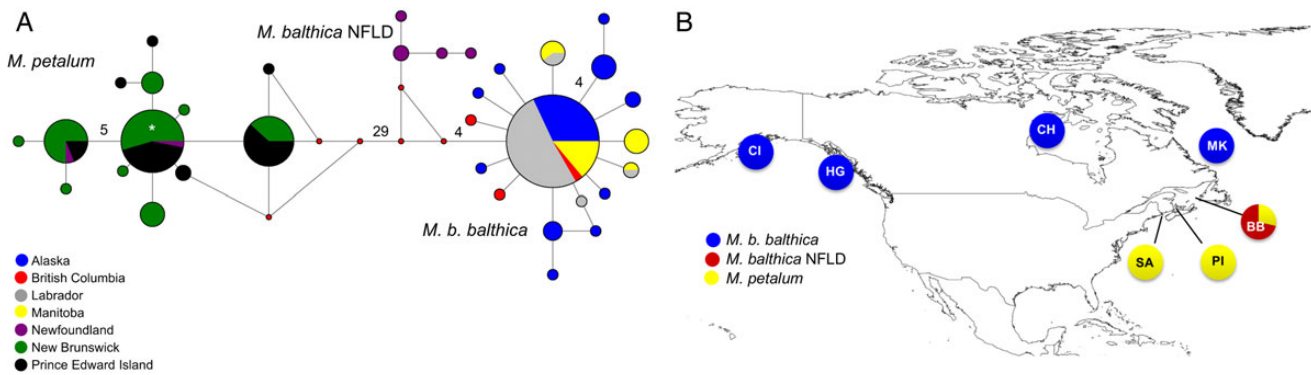 A
M. petalum
M. balthica NFLD
5
*
29
4
4
M. b. balthica
Alaska
British Columbia
Labrador
Manitoba
Newfoundland
New Brunswick
Prince Edward Island
B
CI
HG
CH
MK
BB
SA
PI
M. b. balthica
M. balthica NFLD
M. petalum